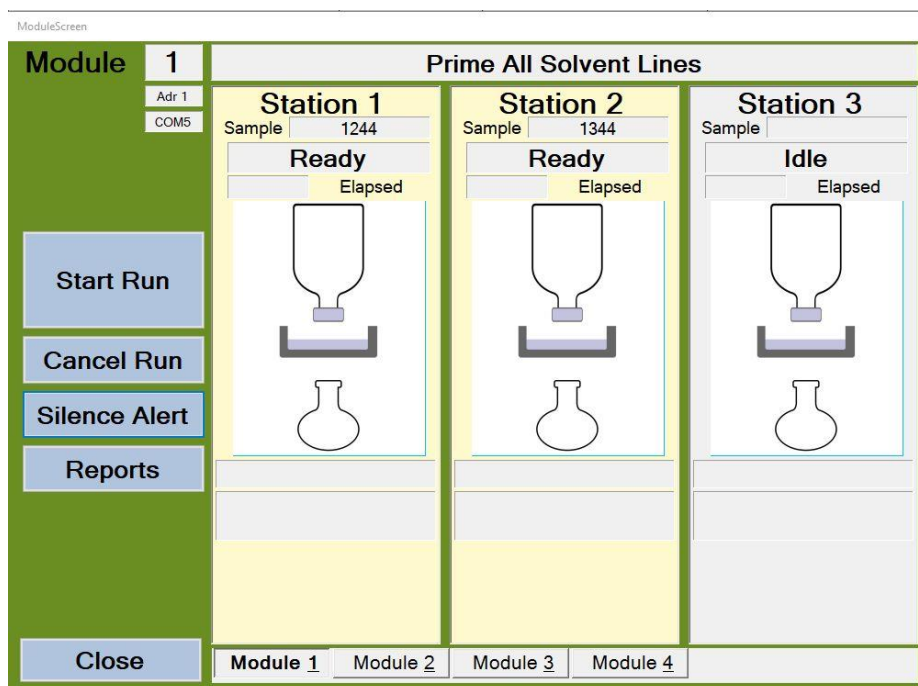 ModuleScreen
Module 1
Prime All Solvent Lines
Adr 1
COM5
Station 1
Sample 1244
Ready
Elapsed
Station 2
Sample 1344
Ready
Elapsed
Station 3
Sample
Idle
Elapsed
Start Run
Cancel Run
Silence Alert
Reports
Close
Module 1
Module 2
Module 3
Module 4